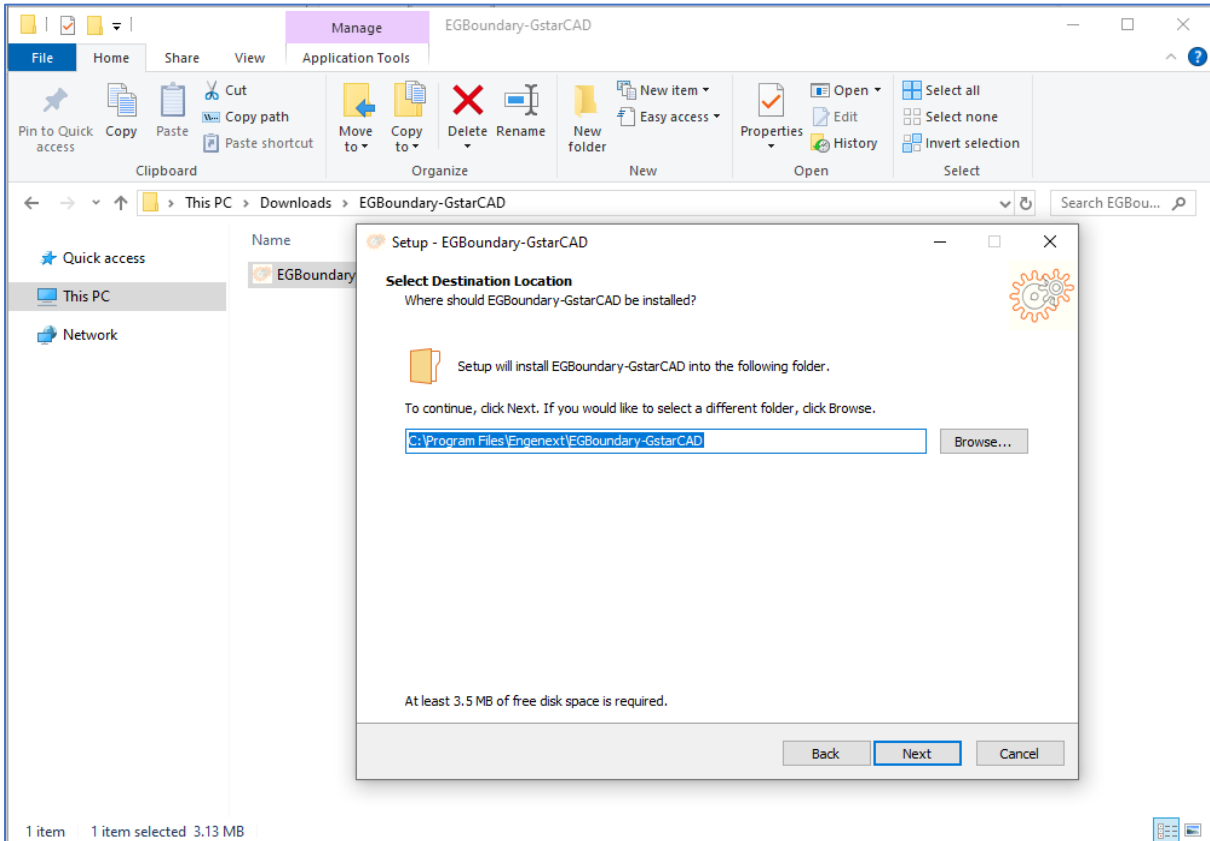 Manage
EGBoundary-GstarCAD
File
Home
Share
View
Application Tools
Pin to Quick access
Copy
Paste
Cut
Copy path
Paste shortcut
Clipboard
Move to
Copy to
Delete
Rename
Organize
New folder
New item
Easy access
New
Properties
Open
Edit
History
Open
Select all
Select none
Invert selection
Select
This PC > Downloads > EGBoundary-GstarCAD
Search EGBou...
Quick access
This PC
Network
Name
EGBoundary
Setup - EGBoundary-GstarCAD
Select Destination Location
Where should EGBoundary-GstarCAD be installed?
Setup will install EGBoundary-GstarCAD into the following folder.
To continue, click Next. If you would like to select a different folder, click Browse.
C:\Program Files\Engenext\EGBoundary-GstarCAD
Browse...
At least 3.5 MB of free disk space is required.
Back
Next
Cancel
1 item
1 item selected 3.13 MB